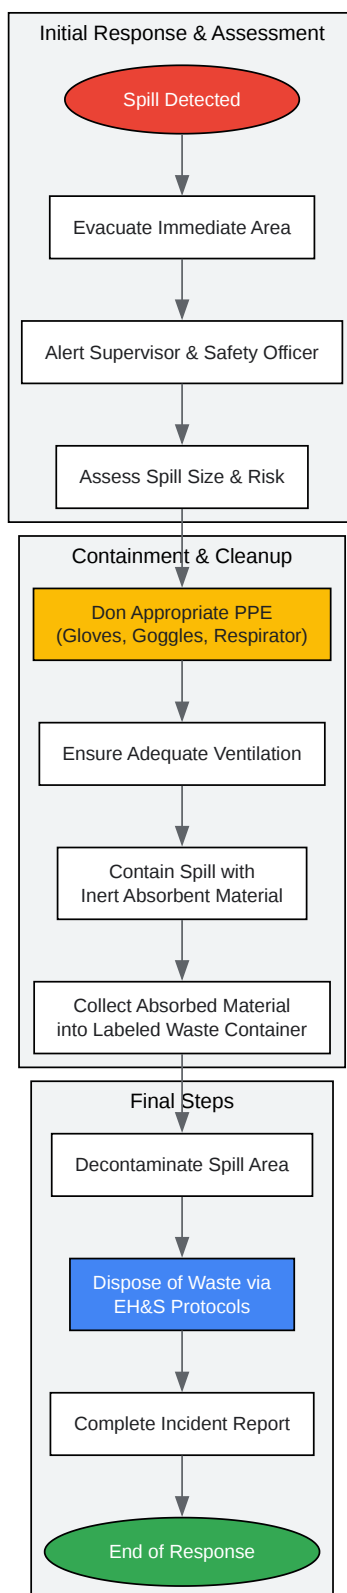 Initial Response & Assessment
Spill Detected
Evacuate Immediate Area
Alert Supervisor & Safety Officer
Assess Spill Size & Risk
Containment & Cleanup
Don Appropriate PPE
(Gloves, Goggles, Respirator)
Ensure Adequate Ventilation
Contain Spill with
Inert Absorbent Material
Collect Absorbed Material
into Labeled Waste Container
Final Steps
Decontaminate Spill Area
Dispose of Waste via
EH&S Protocols
Complete Incident Report
End of Response